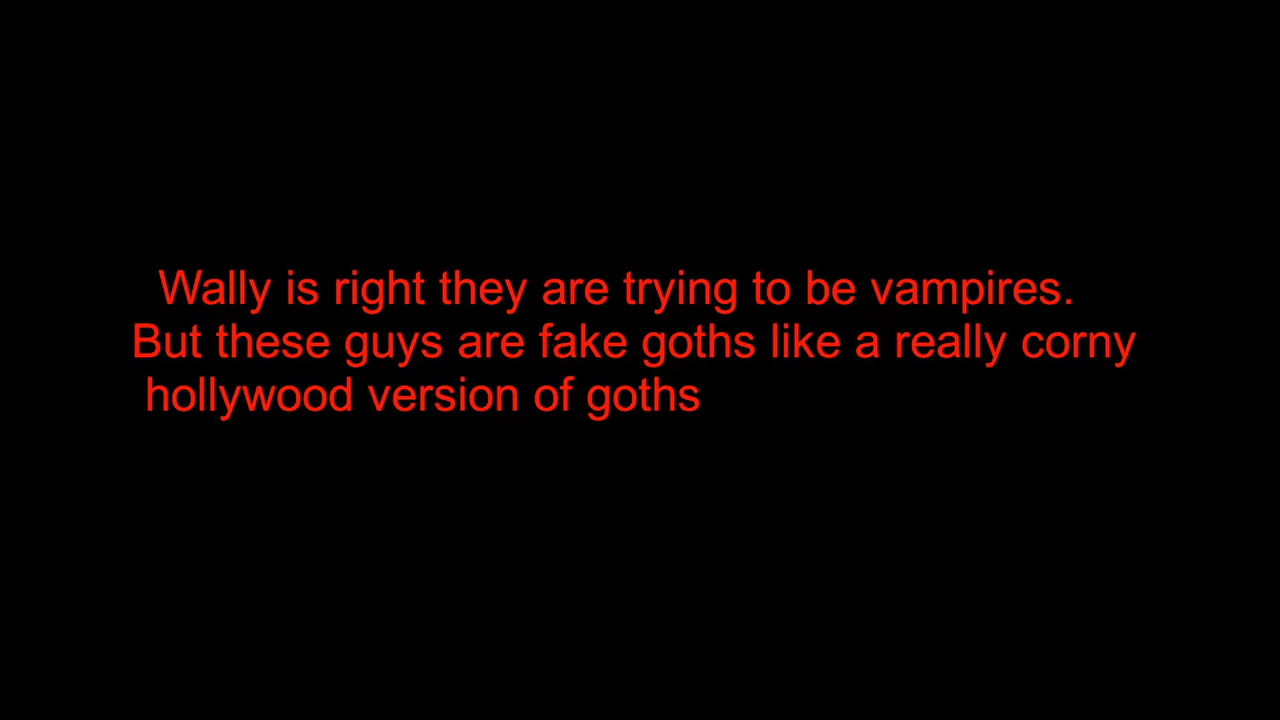 Wally is right they are trying to be vampires.
But these guys are fake goths like a really corny
hollywood version of goths